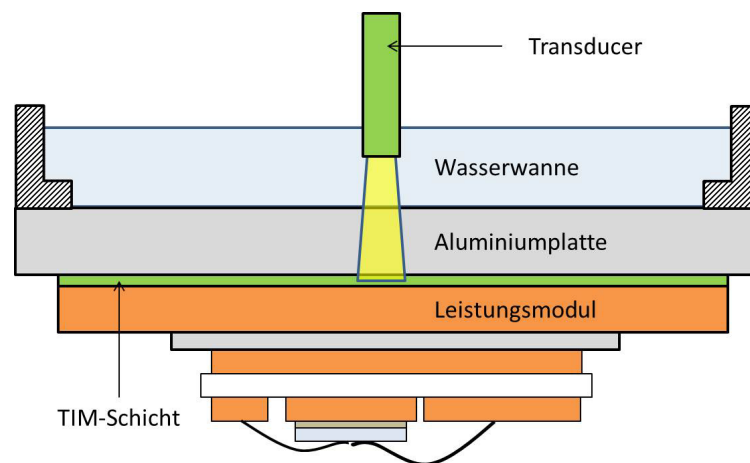 Transducer
Wasserwanne
Aluminiumplatte
Leistungsmodul
TIM-Schicht